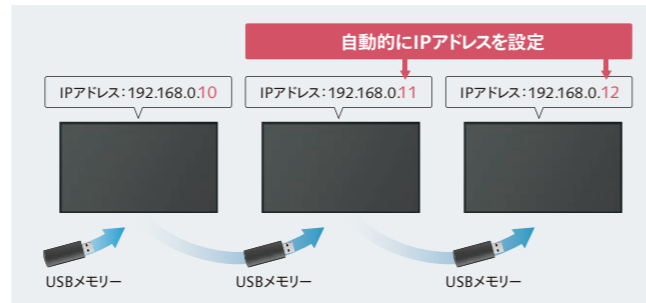 自動的にIPアドレスを設定
IPアドレス：192.168.0.10
IPアドレス：192.168.0.11
IPアドレス：192.168.0.12
USBメモリー
USBメモリー
USBメモリー